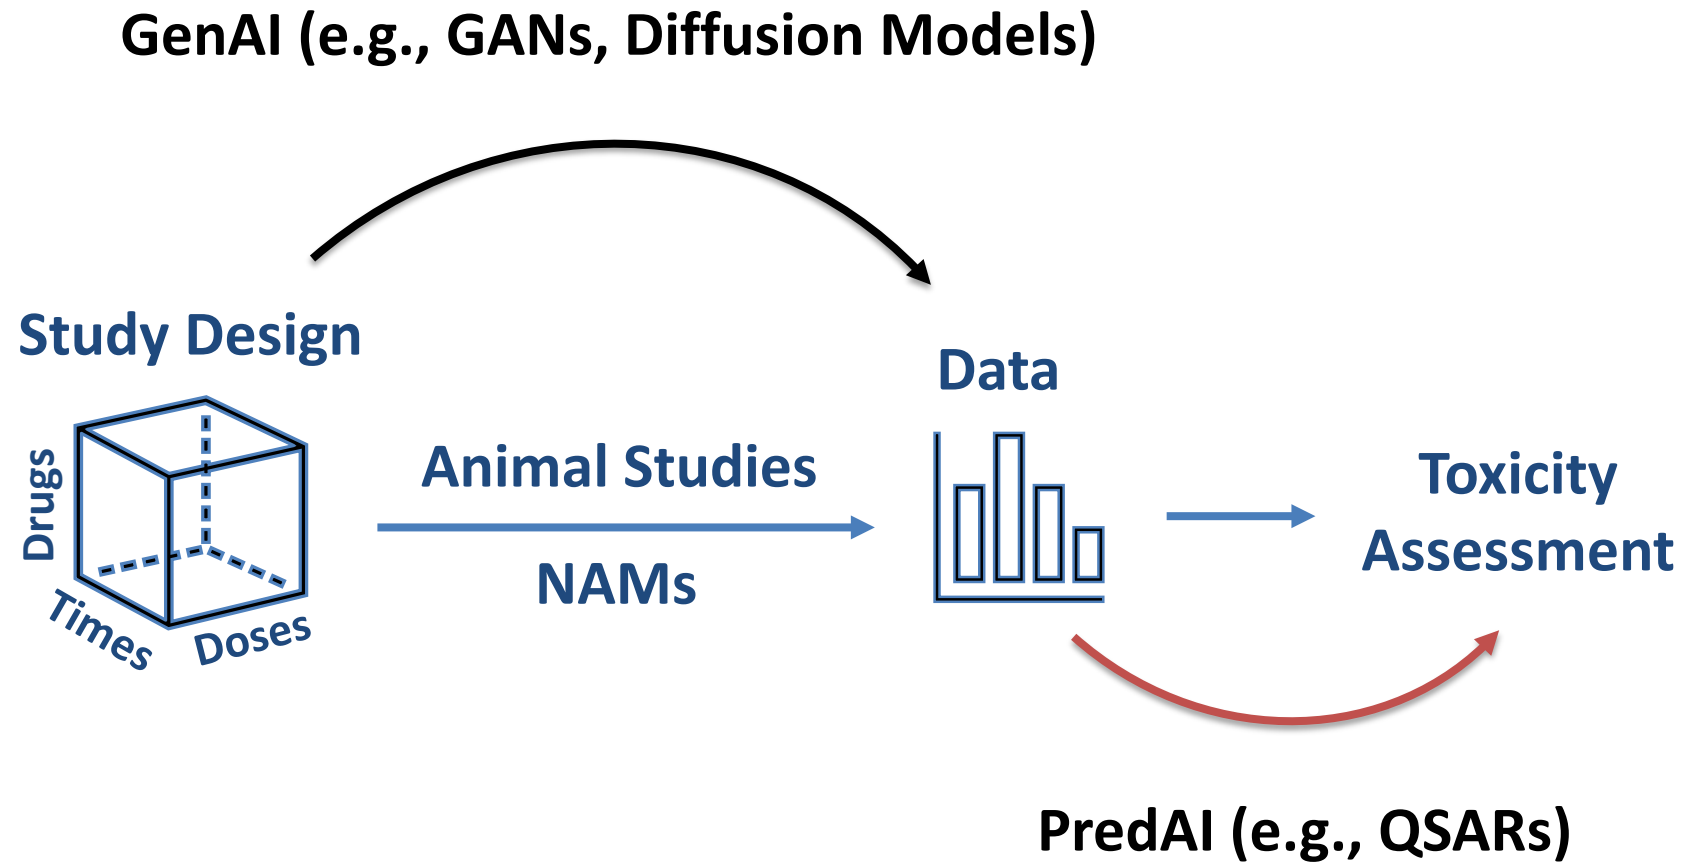 GenAI (e.g., GANs, Diffusion Models)
Study Design
Drugs
Times
Doses
Animal Studies
NAMs
Data
Toxicity
Assessment
PredAI (e.g., QSARs)